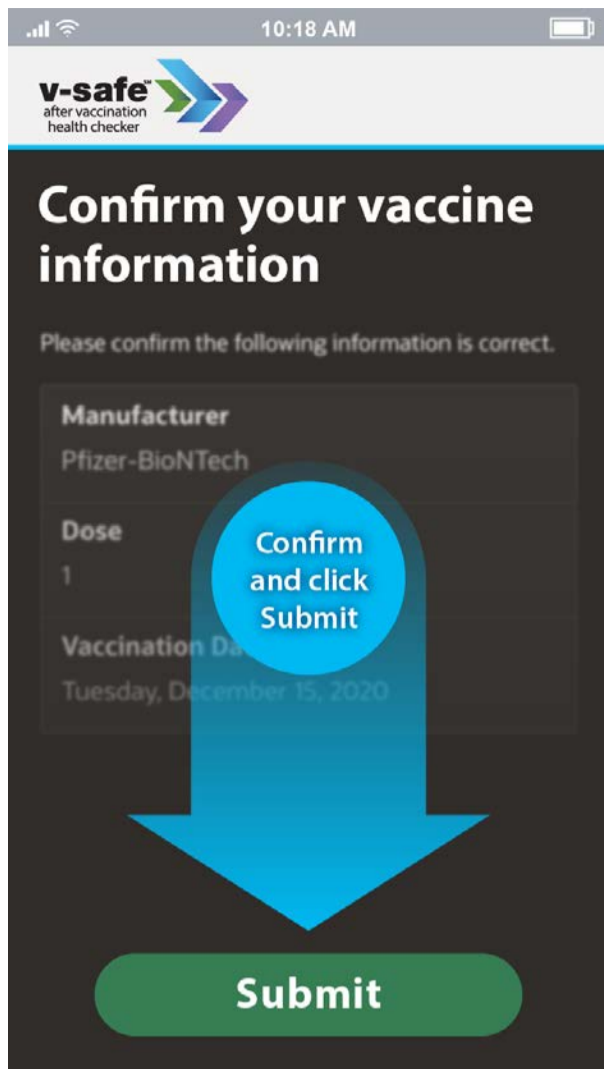 10:18 AM
v-safe℠
after vaccination
health checker
Confirm your vaccine
information
Please confirm the following information is correct.
Manufacturer
Pfizer-BioNTech
Dose
1
Confirm
and click
Submit
Vaccination
Tuesday, December 15, 2020
Submit